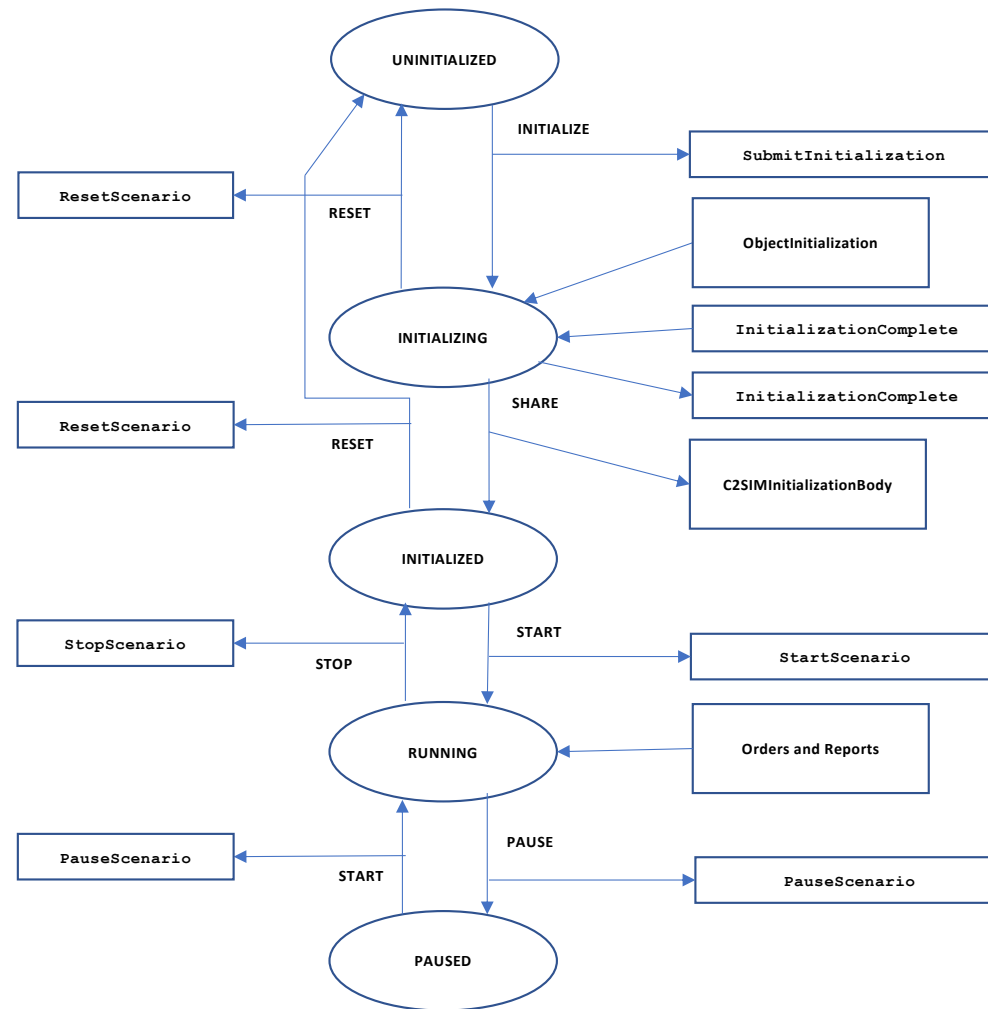 UNINITIALIZED
INITIALIZE
SubmitInitialization
ResetScenario
RESET
ObjectInitialization
INITIALIZING
InitializationComplete
InitializationComplete
SHARE
ResetScenario
RESET
C2SIMInitializationBody
INITIALIZED
START
StopScenario
STOP
StartScenario
RUNNING
Orders and Reports
PAUSE
PauseScenario
START
PauseScenario
PAUSED